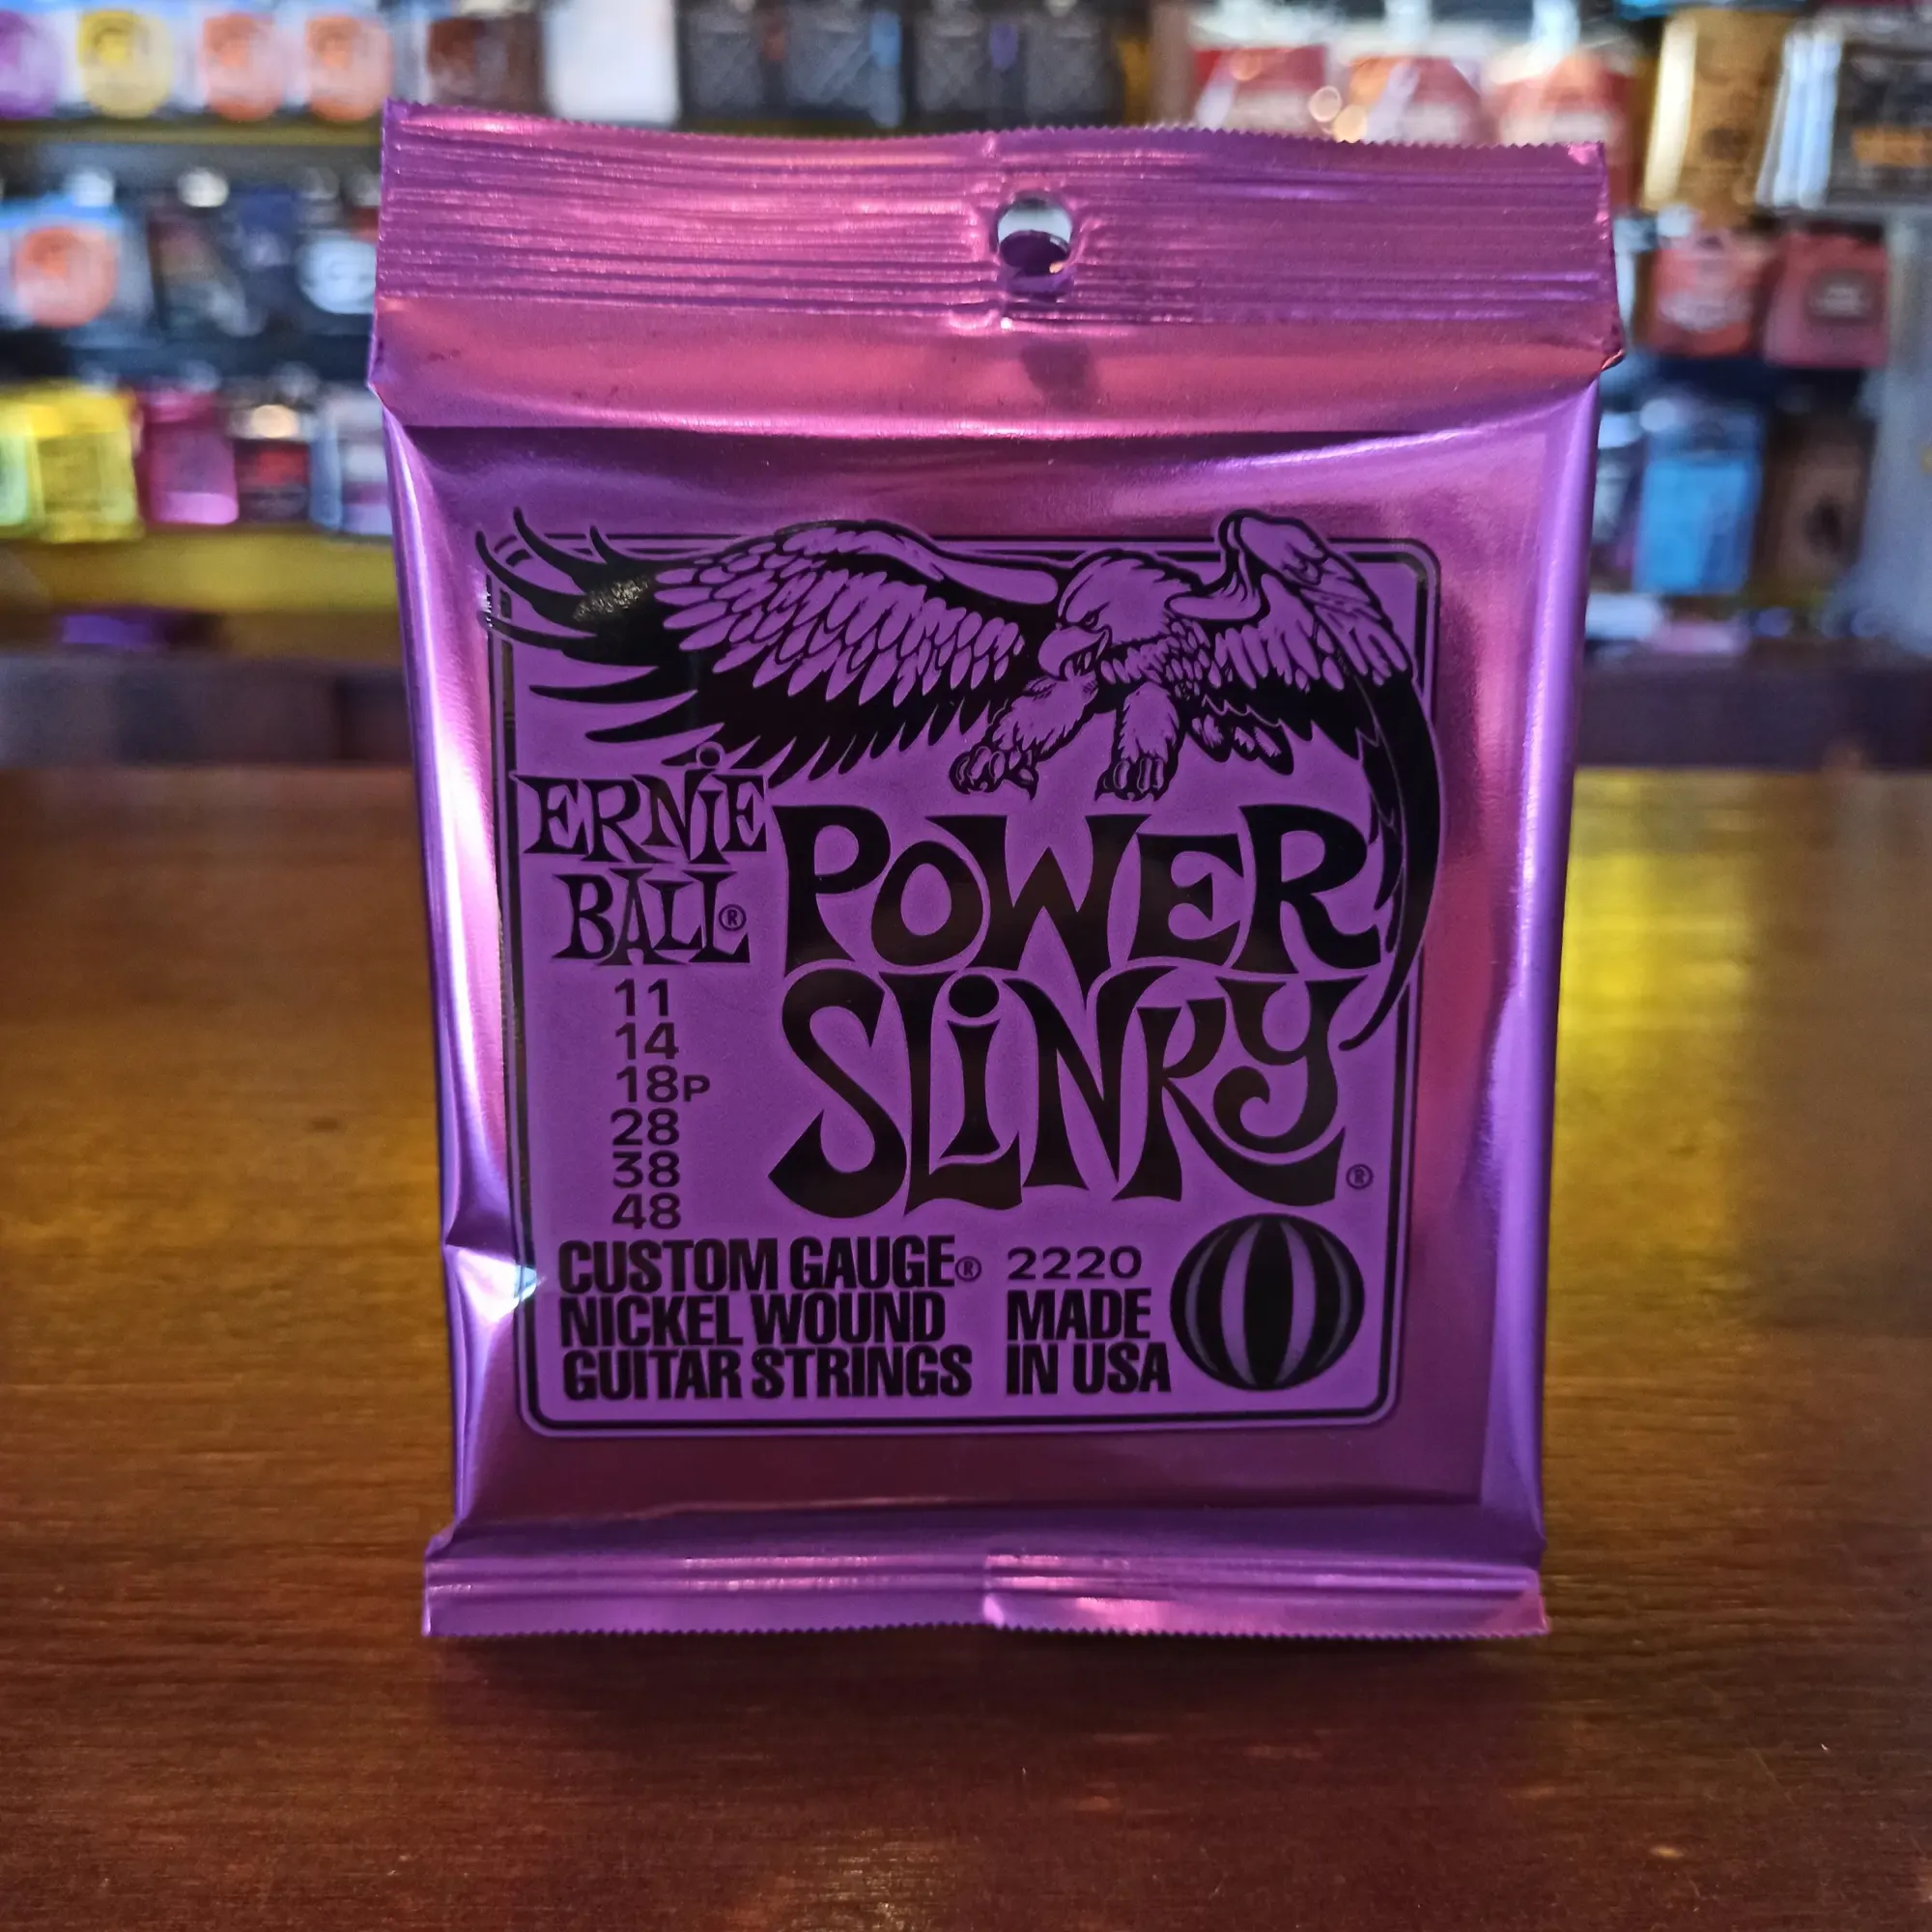 ERNiE
BALL®
POWER
SLiNKY®
11
14
18P
28
38
48
CUSTOM GAUGE®
NICKEL WOUND
GUITAR STRINGS
2220
MADE
IN USA